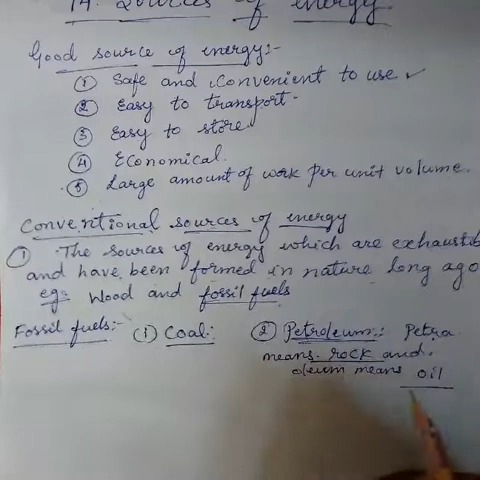 14. Sources of energy.
Good source of energy:-
① Safe and convenient to use ✓
② Easy to transport.
③ Easy to store.
④ Economical.
⑤ Large amount of work per unit volume.
Conventional sources of energy
① The sources of energy which are exhaustib
and have been formed in nature long ago
eg:- Wood and fossil fuels
Fossil fuels:- (1) Coal: ② Petroleum: Petra
means rock and
oleum means oil